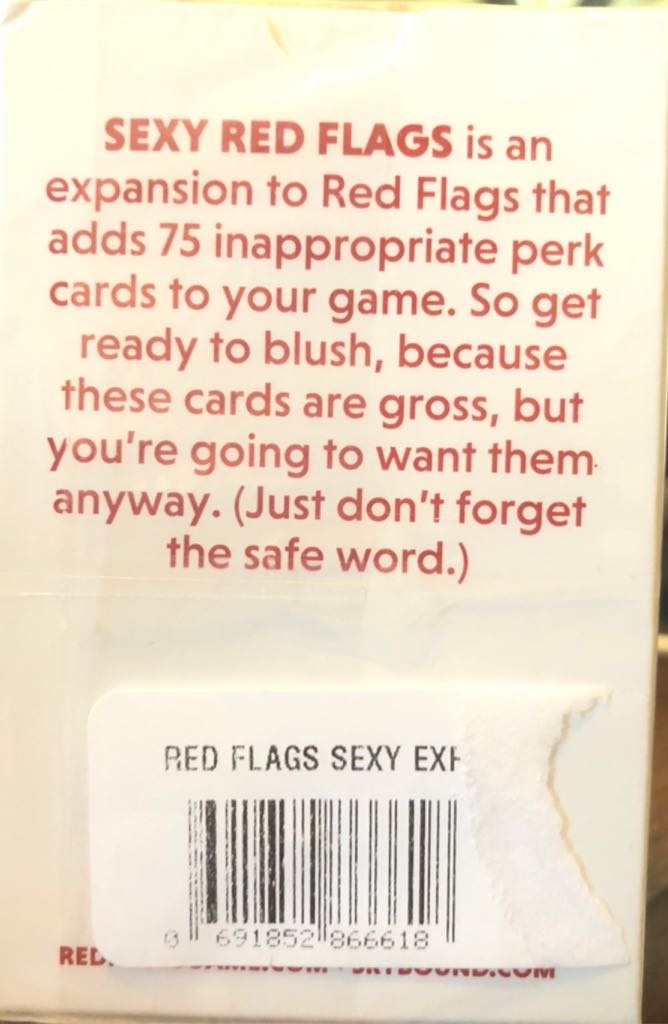 SEXY RED FLAGS is an
expansion to Red Flags that
adds 75 inappropriate perk
cards to your game. So get
ready to blush, because
these cards are gross, but
you're going to want them
anyway. (Just don't forget
the safe word.)
RED FLAGS SEXY
0 691852 866618